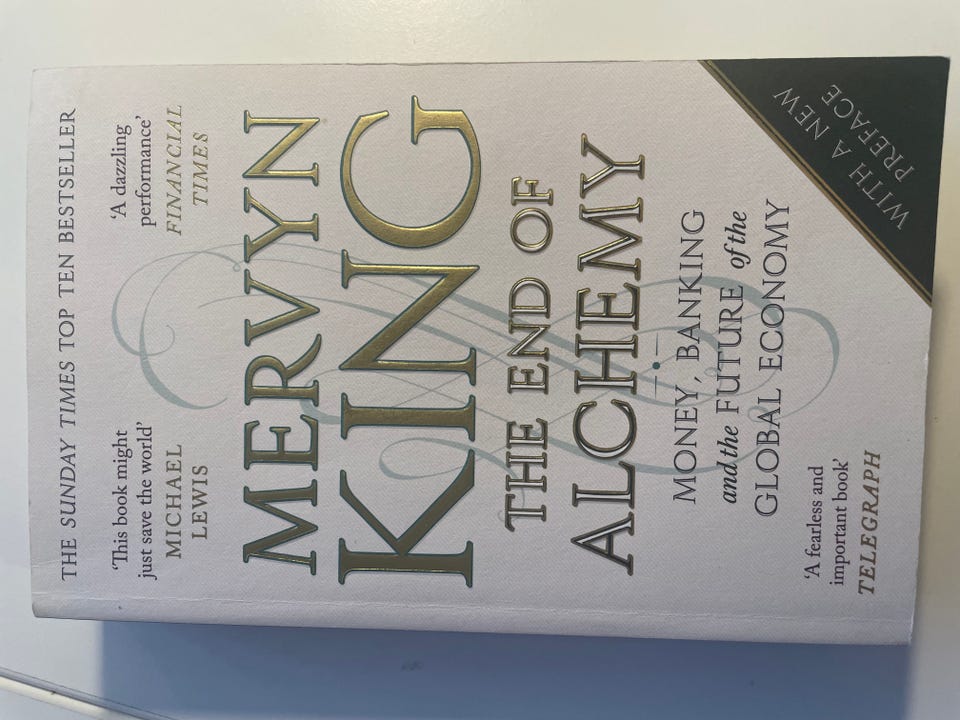 THE SUNDAY TIMES TOP TEN BESTSELLER
'This book might
just save the world'
MICHAEL
LEWIS
'A dazzling
performance'
FINANCIAL
TIMES
MERVYN
KING
THE END OF
ALCHEMY
MONEY, BANKING
and the FUTURE of the
GLOBAL ECONOMY
'A fearless and
important book'
TELEGRAPH
WITH A NEW
PREFACE